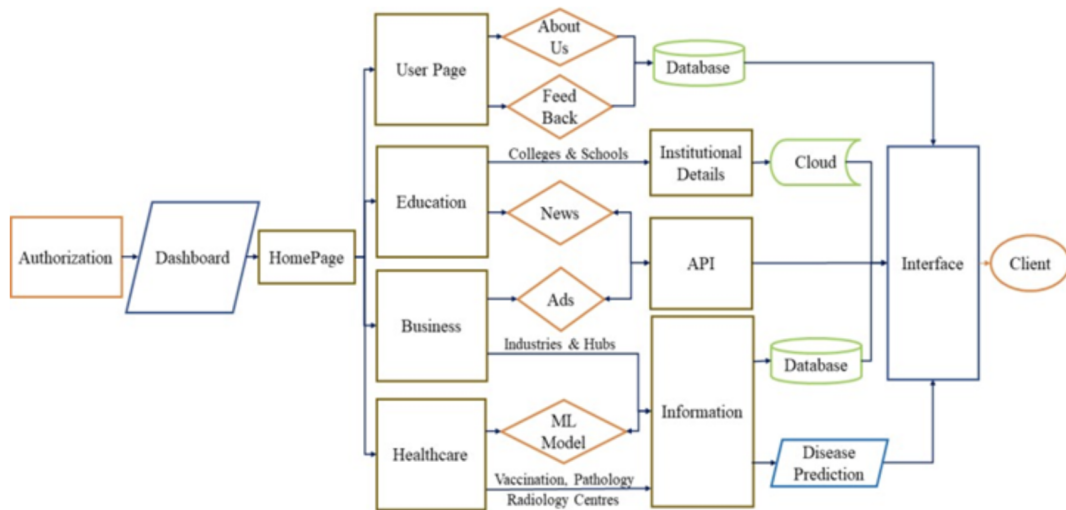 About
Us
User Page
Database
Feed
Back
Colleges & Schools
Institutional
Details
Cloud
Education
News
Authorization
Dashboard
HomePage
API
Interface
Client
Ads
Business
Industries & Hubs
Database
Information
ML
Model
Healthcare
Disease
Prediction
Vaccination, Pathology
Radiology Centres